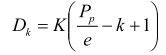 D_k = K(P_p/e - k + 1)